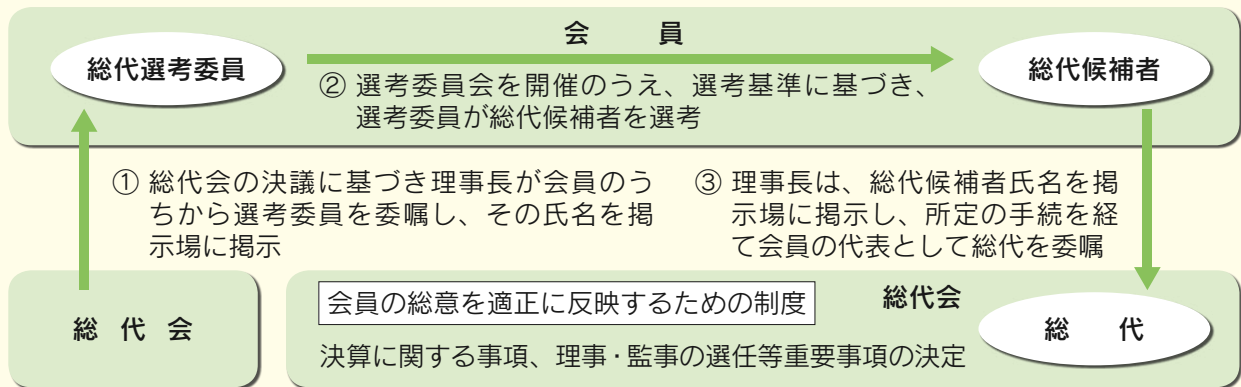 会　員
総代選考委員
② 選考委員会を開催のうえ、選考基準に基づき、
選考委員が総代候補者を選考
総代候補者
① 総代会の決議に基づき理事長が会員のう
ちから選考委員を委嘱し、その氏名を掲
示場に掲示
③ 理事長は、総代候補者氏名を掲
示場に掲示し、所定の手続を経
て会員の代表として総代を委嘱
総 代 会
会員の総意を適正に反映するための制度
総代会
決算に関する事項、理事・監事の選任等重要事項の決定
総　代